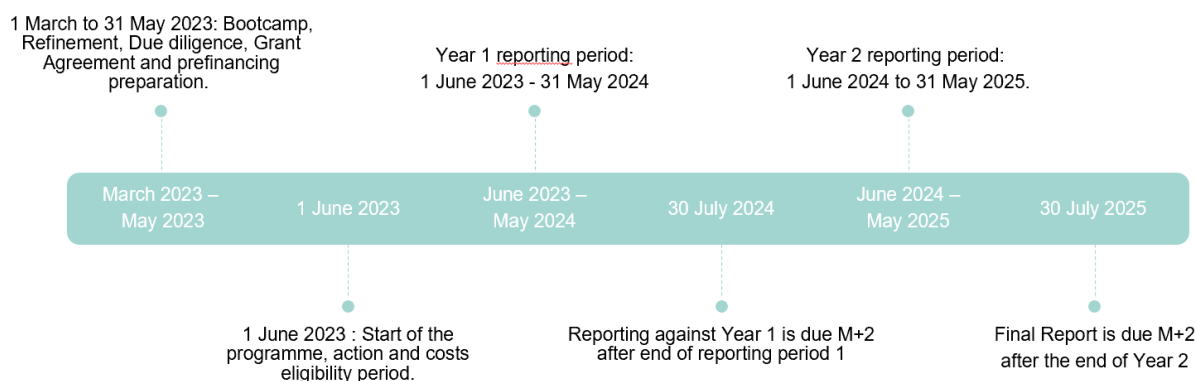 1 March to 31 May 2023: Bootcamp,
Refinement, Due diligence, Grant
Agreement and prefinancing
preparation.
Year 1 reporting period:
1 June 2023 - 31 May 2024
Year 2 reporting period:
1 June 2024 to 31 May 2025.
March 2023 –
May 2023
1 June 2023
June 2023 –
May 2024
30 July 2024
June 2024 –
May 2025
30 July 2025
1 June 2023 : Start of the
programme, action and costs
eligibility period.
Reporting against Year 1 is due M+2
after end of reporting period 1
Final Report is due M+2
after the end of Year 2